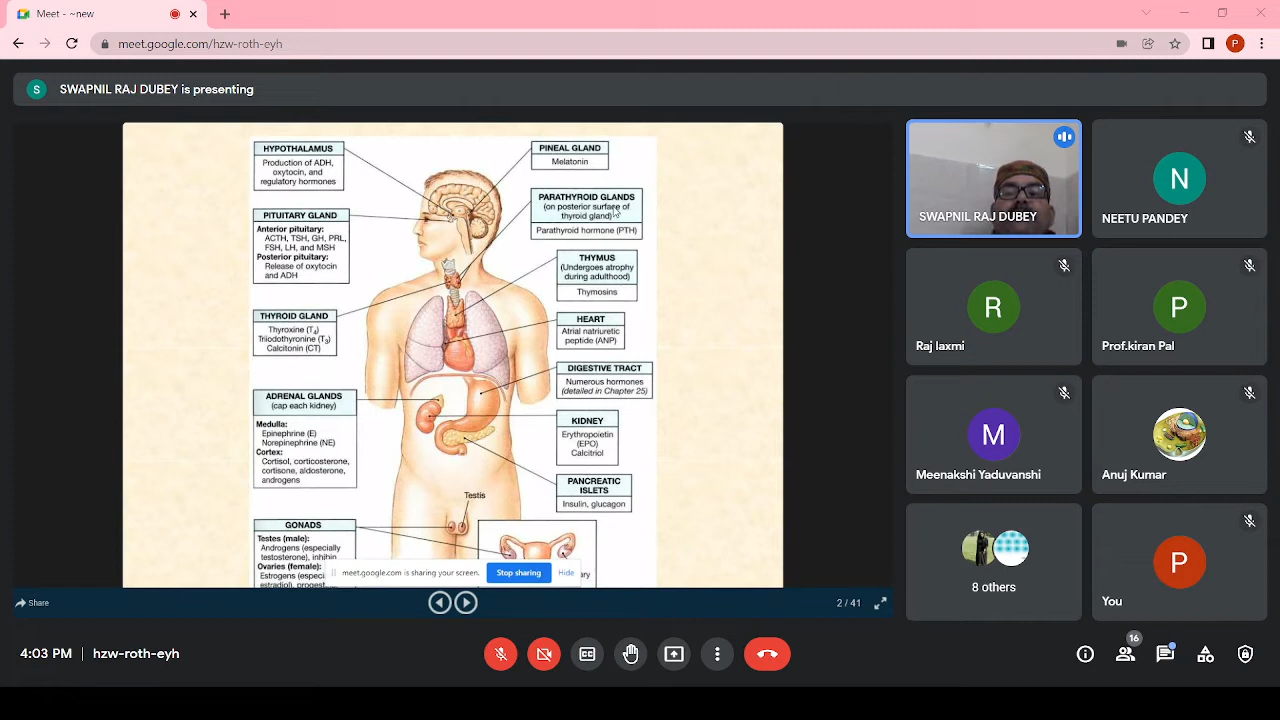 Meet - ~new
meet.google.com/hzw-roth-eyh
P
S SWAPNIL RAJ DUBEY is presenting
HYPOTHALAMUS
Production of ADH,
oxytocin, and
regulatory hormones
PITUITARY GLAND
Anterior pituitary:
ACTH, TSH, GH, PRL,
FSH, LH, and MSH
Posterior pituitary:
Release of oxytocin
and ADH
THYROID GLAND
Thyroxine (T4)
Triiodothyronine (T3)
Calcitonin (CT)
ADRENAL GLANDS
(cap each kidney)
Medulla:
Epinephrine (E)
Norepinephrine (NE)
Cortex:
Cortisol, corticosterone,
cortisone, aldosterone,
androgens
GONADS
Testes (male):
Androgens (especially
testosterone), inhibin
Ovaries (female):
PINEAL GLAND
Melatonin
PARATHYROID GLANDS
(on posterior surface of
thyroid gland)
Parathyroid hormone (PTH)
THYMUS
(Undergoes atrophy
during adulthood)
Thymosins
HEART
Atrial natriuretic
peptide (ANP)
DIGESTIVE TRACT
Numerous hormones
(detailed in Chapter 25)
KIDNEY
Erythropoietin
(EPO)
Calcitriol
PANCREATIC
ISLETS
Insulin, glucagon
Testis
meet.google.com is sharing your screen.
Stop sharing
Hide
Share
2 / 41
SWAPNIL RAJ DUBEY
N
NEETU PANDEY
R
Raj laxmi
P
Prof.kiran Pal
M
Meenakshi Yaduvanshi
Anuj Kumar
8 others
P
You
4:03 PM | hzw-roth-eyh
CC
16